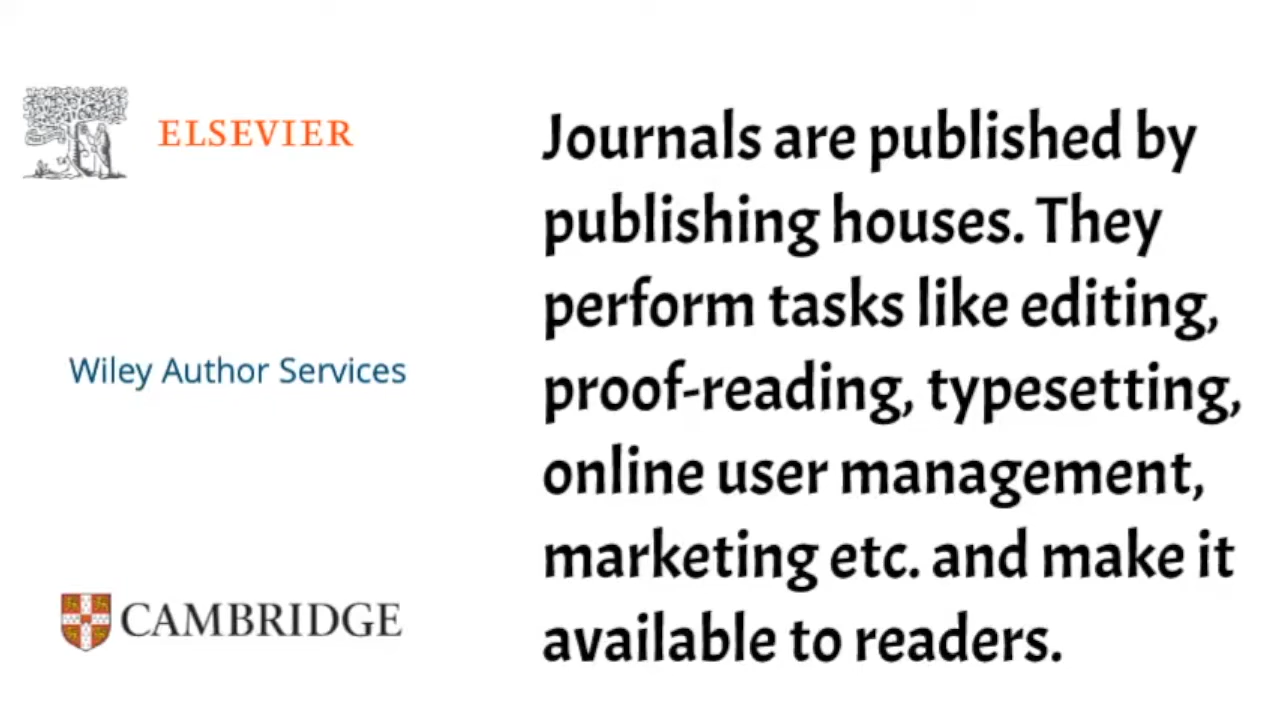 ELSEVIER
Wiley Author Services
CAMBRIDGE
Journals are published by
publishing houses. They
perform tasks like editing,
proof-reading, typesetting,
online user management,
marketing etc. and make it
available to readers.